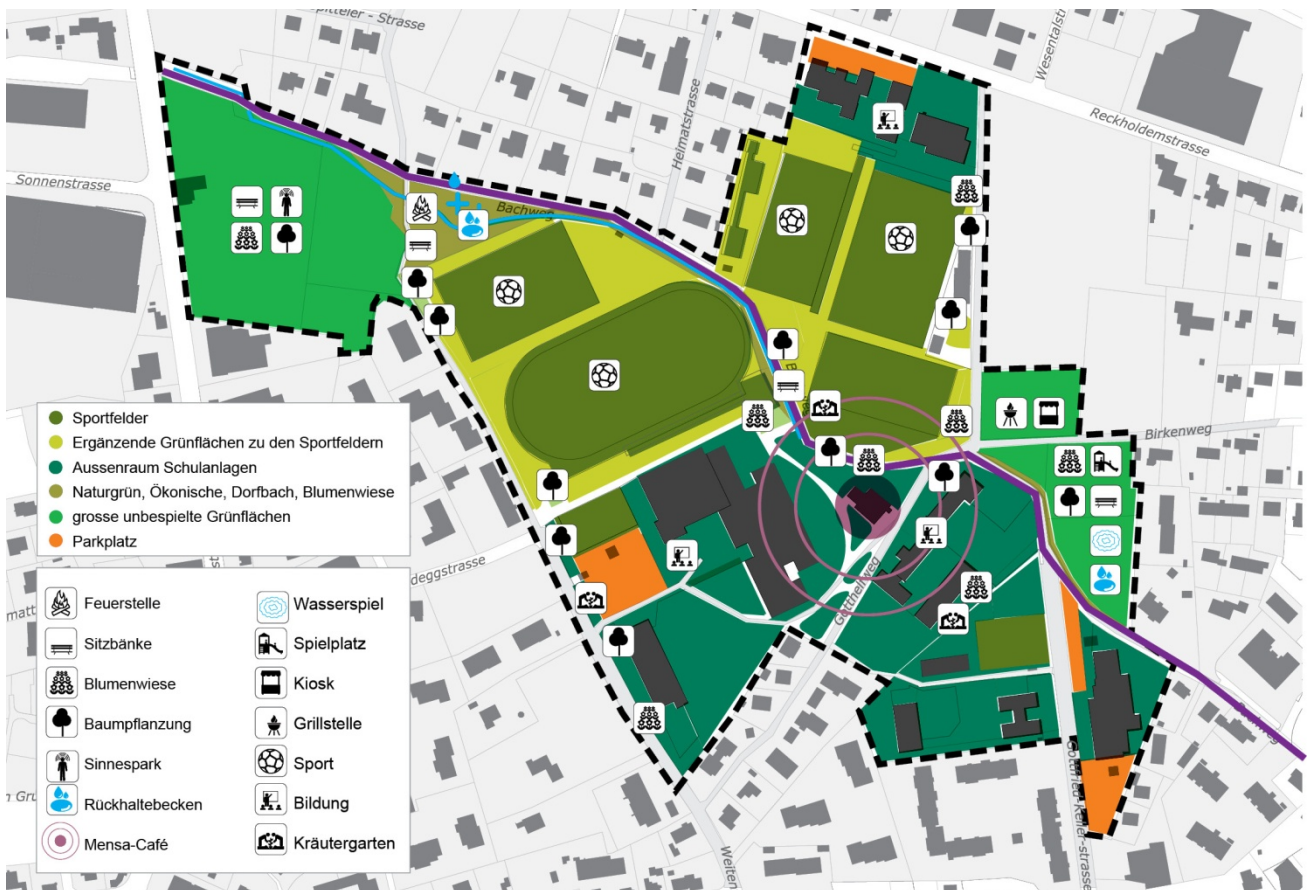 Spitteler - Strasse
Wesentalst
Reckholdernstrasse
Heimatstrasse
Sonnenstrasse
Bachweg
Birkenweg
Sportfelder
Ergänzende Grünflächen zu den Sportfeldern
Aussenraum Schulanlagen
Naturgrün, Ökonische, Dorfbach, Blumenwiese
grosse unbespielte Grünflächen
Parkplatz
deggstrasse
Gotthelfweg
Feuerstelle
Sitzbänke
Blumenwiese
Baumpflanzung
Sinnespark
Rückhaltebecken
Mensa-Café
Wasserspiel
Spielplatz
Kiosk
Grillstelle
Sport
Bildung
Kräutergarten
Gottfried-Keller-strasse
Weiten